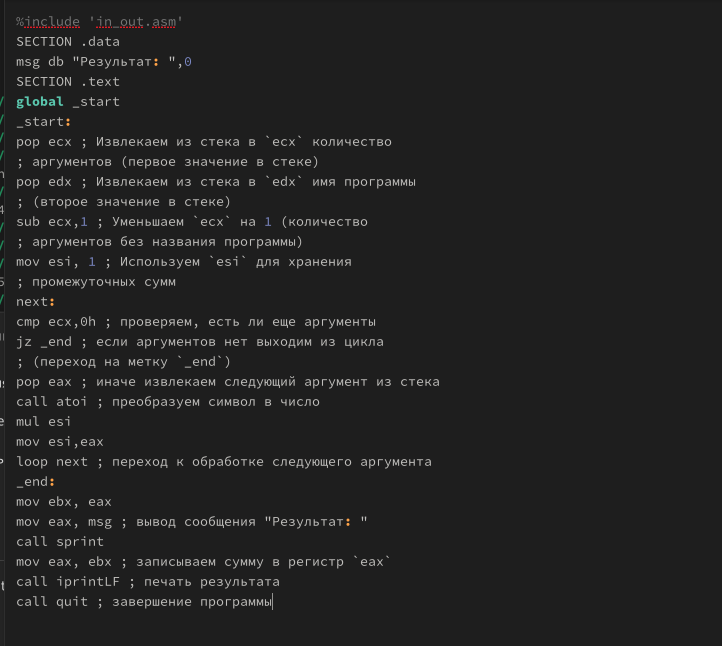 %include 'in_out.asm'
SECTION .data
msg db "Результат: ",0
SECTION .text
global _start
_start:
pop ecx ; Извлекаем из стека в `ecx` количество
; аргументов (первое значение в стеке)
pop edx ; Извлекаем из стека в `edx` имя программы
; (второе значение в стеке)
sub ecx,1 ; Уменьшаем `ecx` на 1 (количество
; аргументов без названия программы)
mov esi, 1 ; Используем `esi` для хранения
; промежуточных сумм
next:
cmp ecx,0h ; проверяем, есть ли еще аргументы
jz _end ; если аргументов нет выходим из цикла
; (переход на метку `_end`)
pop eax ; иначе извлекаем следующий аргумент из стека
call atoi ; преобразуем символ в число
mul esi
mov esi,eax
loop next ; переход к обработке следующего аргумента
_end:
mov ebx, eax
mov eax, msg ; вывод сообщения "Результат: "
call sprint
mov eax, ebx ; записываем сумму в регистр `eax`
call iprintLF ; печать результата
call quit ; завершение программы